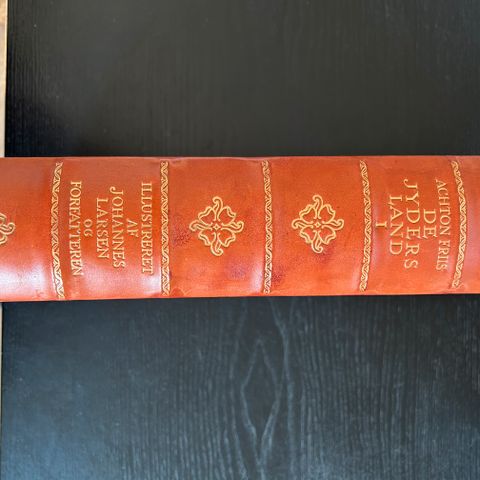 ACHTON FRIIS
DE
JYDERS
LAND
I
ILLUSTRERET
AF
JOHANNES
LARSEN
OG
FORFATTEREN